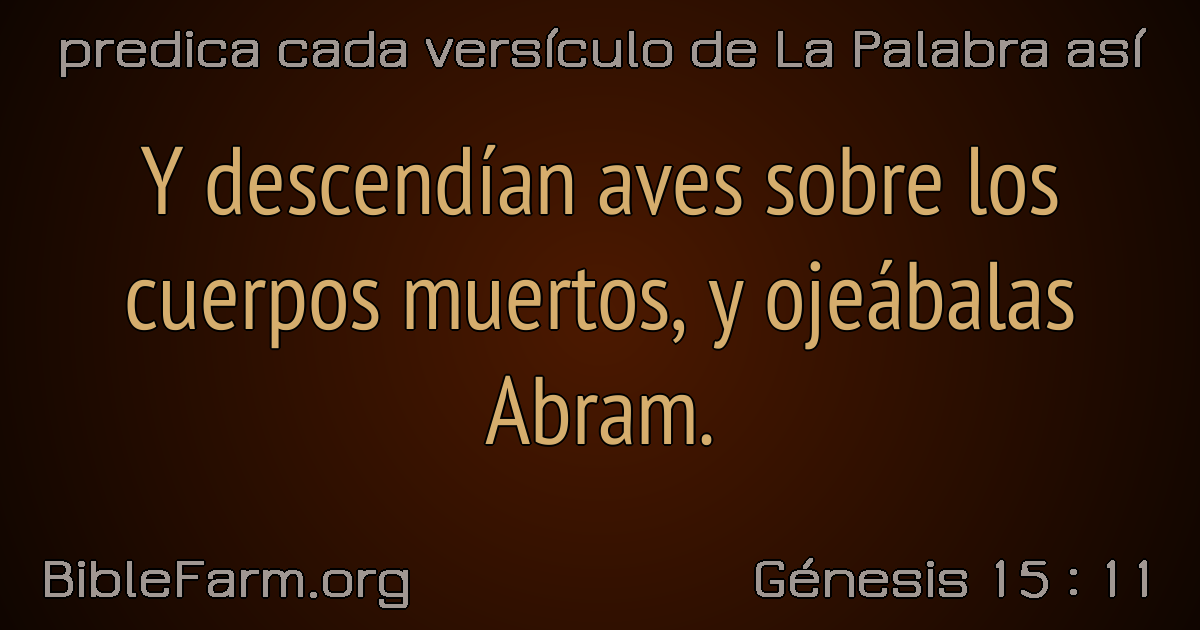 predica cada versículo de La Palabra así
Y descendían aves sobre los
cuerpos muertos, y ojeábalas
Abram.
BibleFarm.org
Génesis 15 : 11